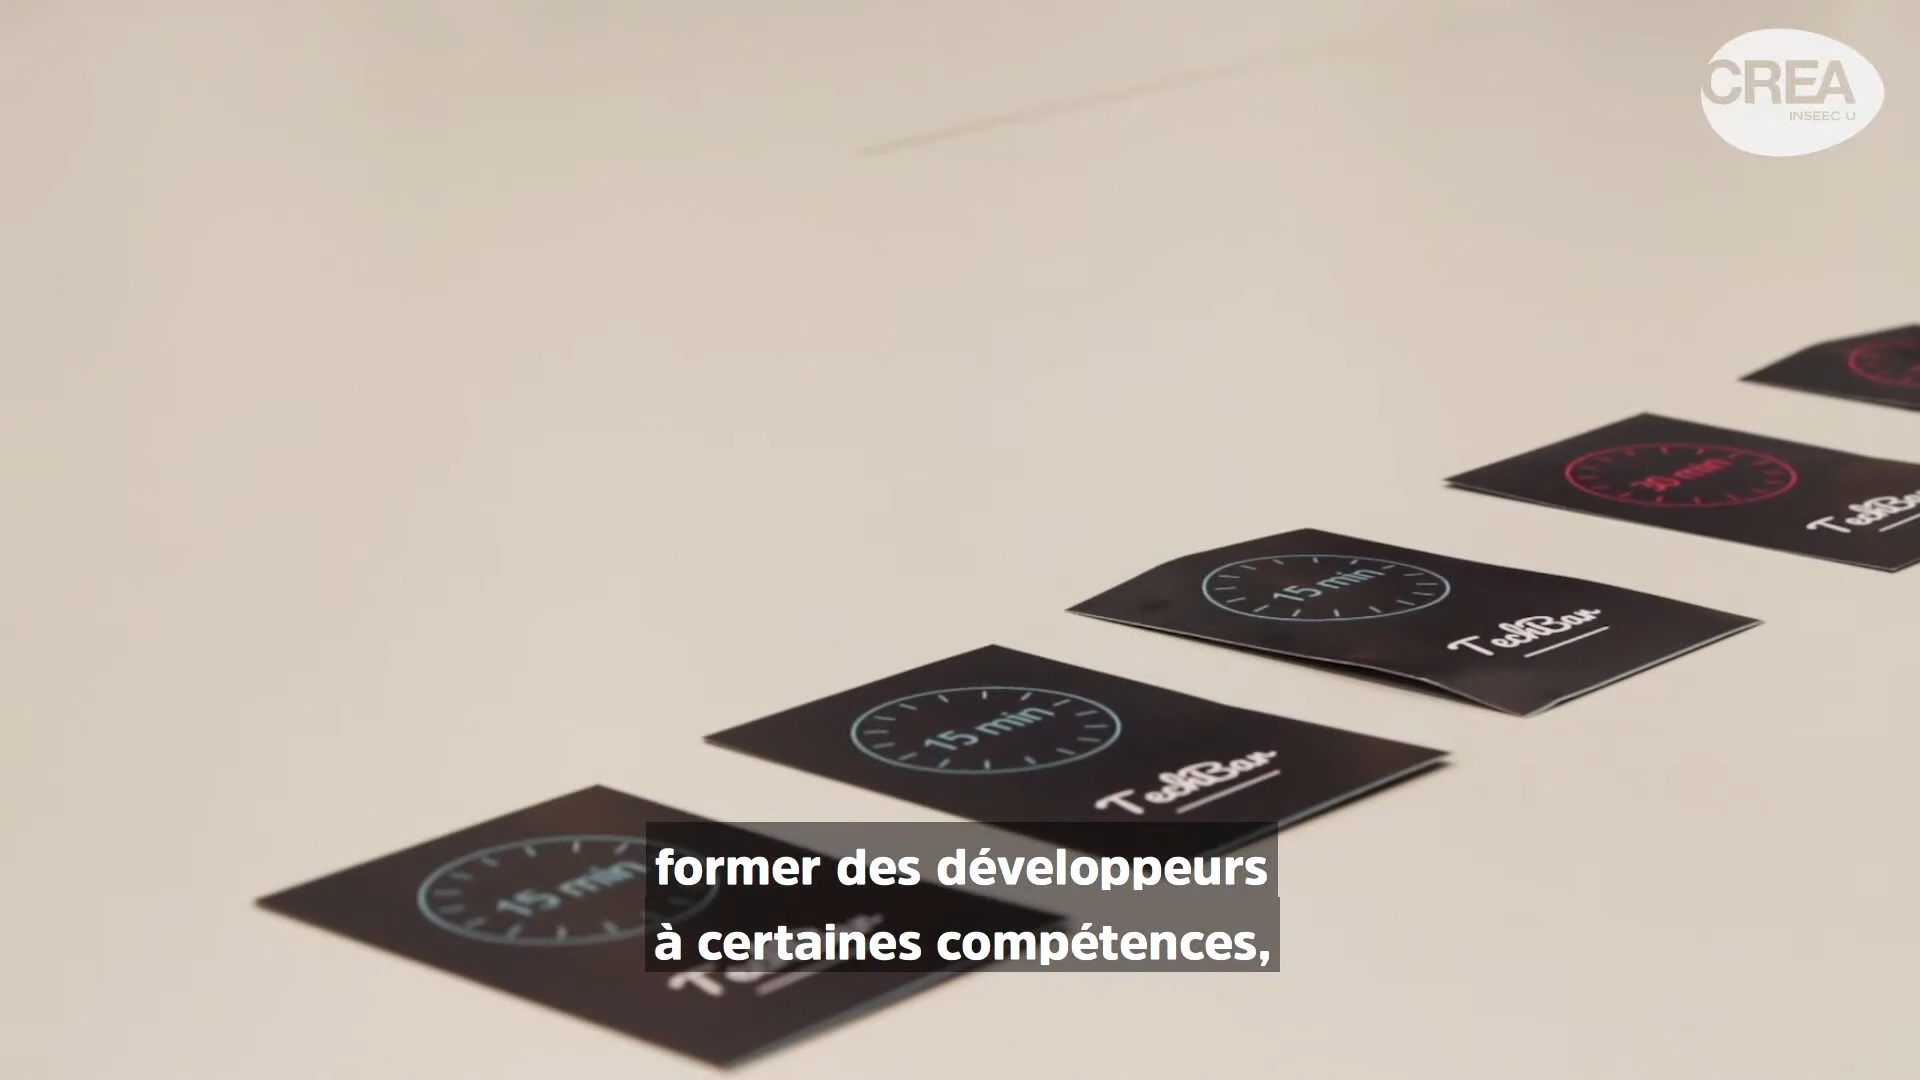 CREA
INSEEC U
30 min
TechBar
15 min
TechBar
15 min
TechBar
15 min
TechBar
former des développeurs
à certaines compétences,